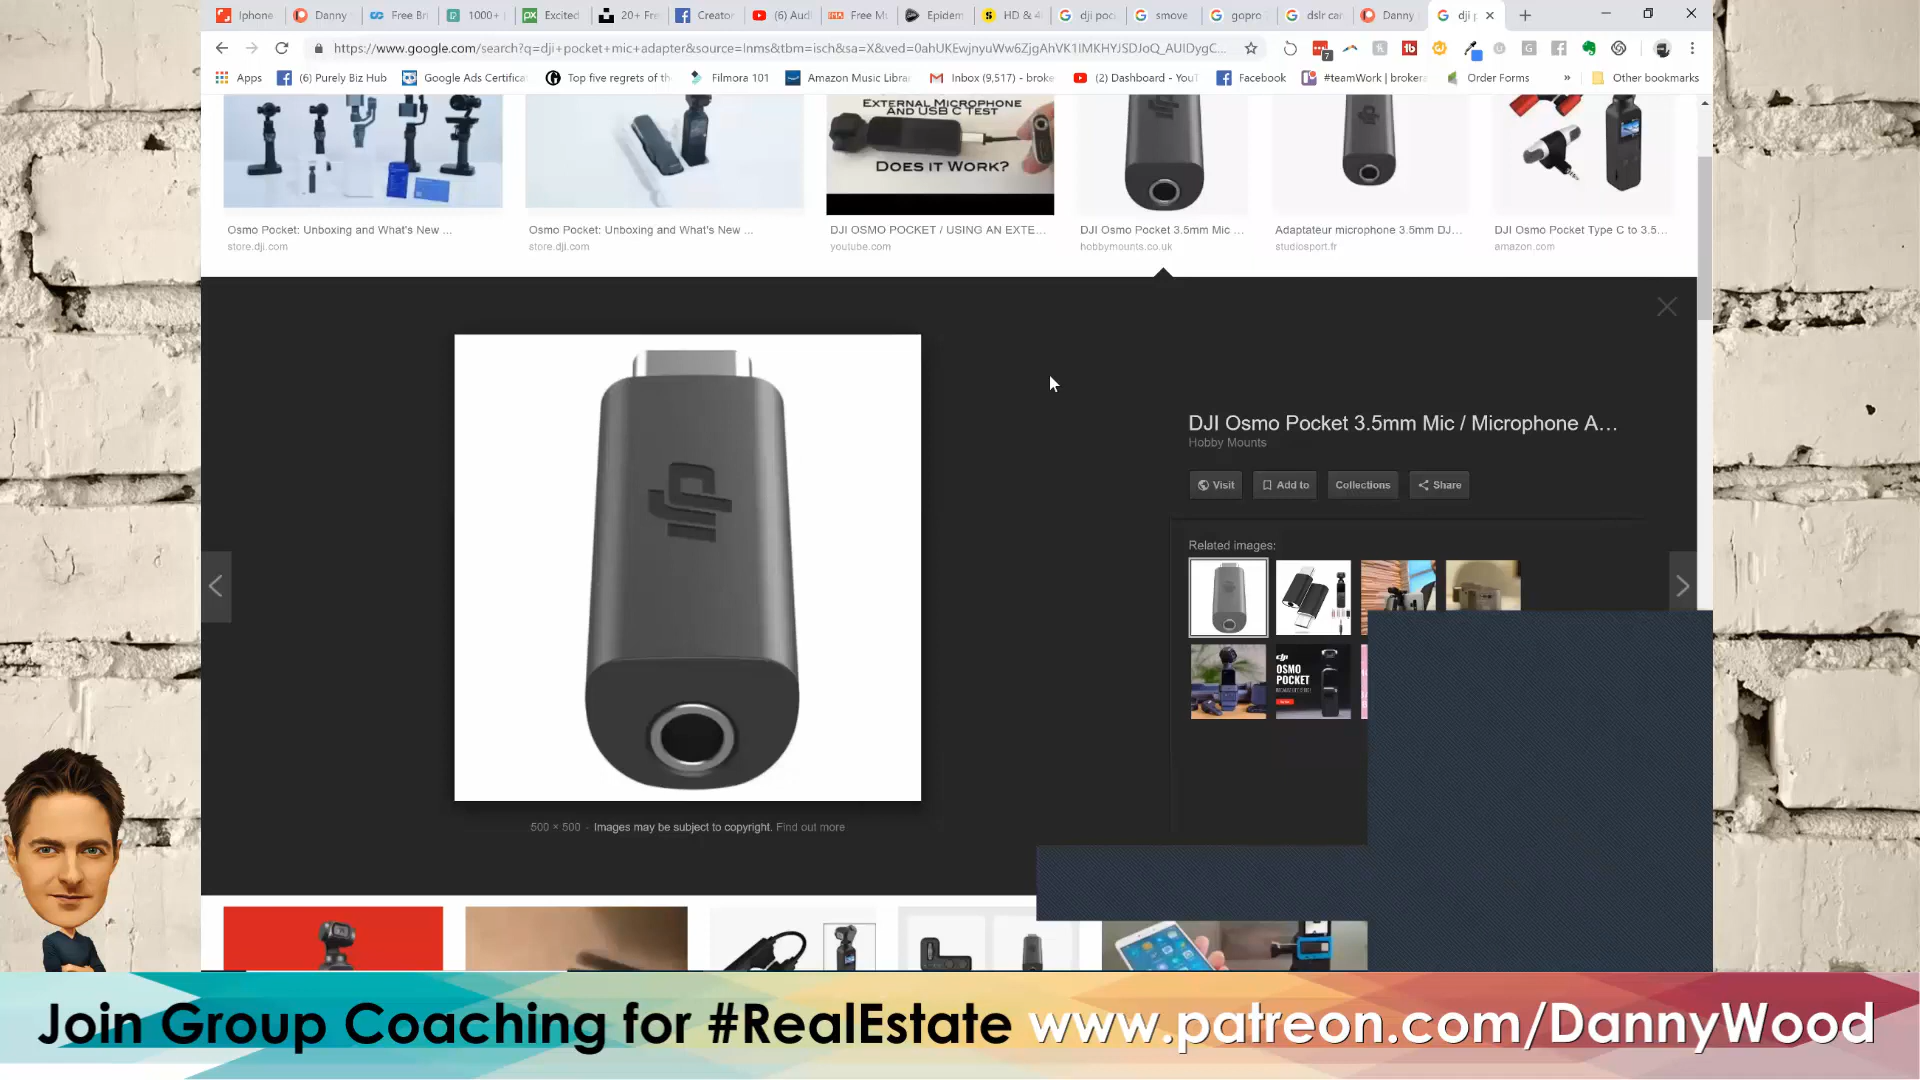 Iphone
Danny
Free Bri
1000+
Excited
20+ Fre
Creator
(6) Audi
Free Mu
Epidem
HD & 4
dji poc
smove
gopro
dslr car
Danny
dji p
https://www.google.com/search?q=dji+pocket+mic+adapter&source=lnms&tbm=isch&sa=X&ved=0ahUKEwjnyuWw6ZjgAhVK1lMKHYJSDJoQ_AUIDygC...
Apps
(6) Purely Biz Hub
Google Ads Certifica
Top five regrets of th
Filmora 101
Amazon Music Libra
Inbox (9,517) - broke
(2) Dashboard - YouT
Facebook
#teamWork | brokera
Order Forms
»
Other bookmarks
EXTERNAL MICROPHONE
AND USB C TEST
DOES IT WORK?
Osmo Pocket: Unboxing and What's New ...
store.dji.com
Osmo Pocket: Unboxing and What's New ...
store.dji.com
DJI OSMO POCKET / USING AN EXTE...
youtube.com
DJI Osmo Pocket 3.5mm Mic ...
hobbymounts.co.uk
Adaptateur microphone 3.5mm DJ...
studiosport.fr
DJI Osmo Pocket Type C to 3.5...
amazon.com
dji
DJI Osmo Pocket 3.5mm Mic / Microphone A...
Hobby Mounts
Visit
Add to
Collections
Share
Related images:
dji
OSMO
POCKET
500 × 500 - Images may be subject to copyright. Find out more
Join Group Coaching for #RealEstate www.patreon.com/DannyWood